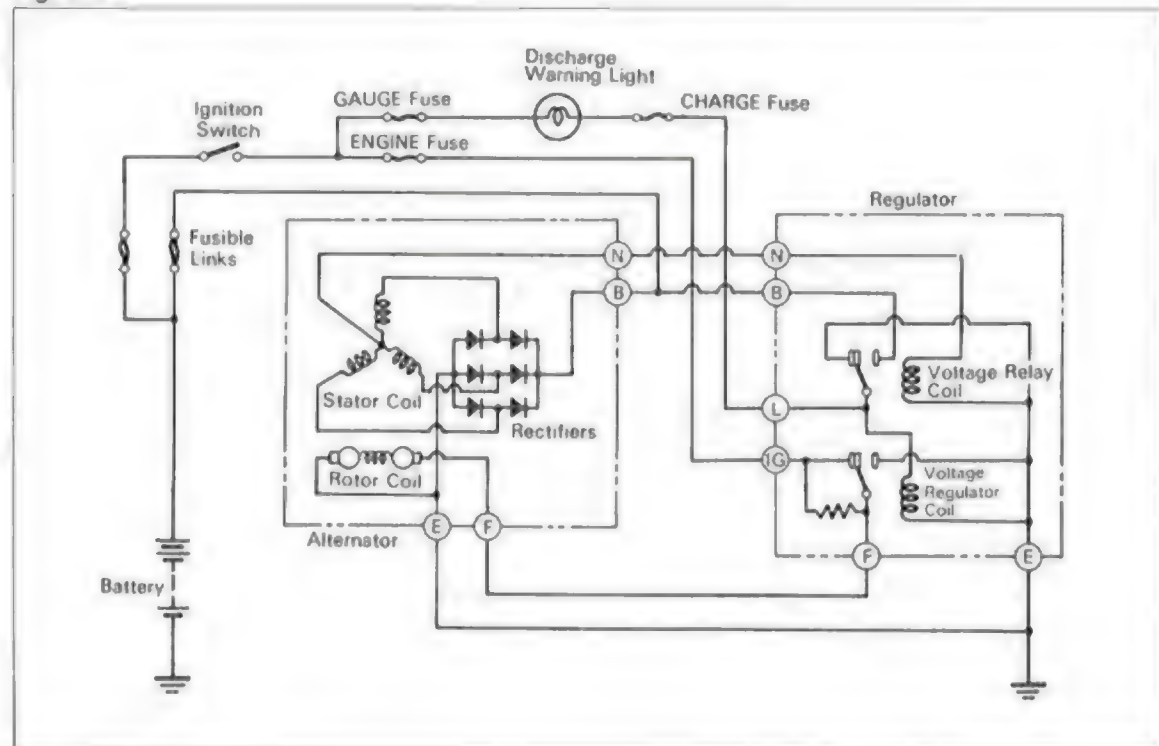 Discharge
Warning Light
GAUGE Fuse
CHARGE Fuse
Ignition
Switch
ENGINE Fuse
Regulator
Fusible
Links
N
N
B
B
Voltage Relay
Coil
Stator Coil
L
Rectifiers
IG
Rotor Coil
Voltage
Regulator
Coil
Alternator
E
F
F
E
Battery